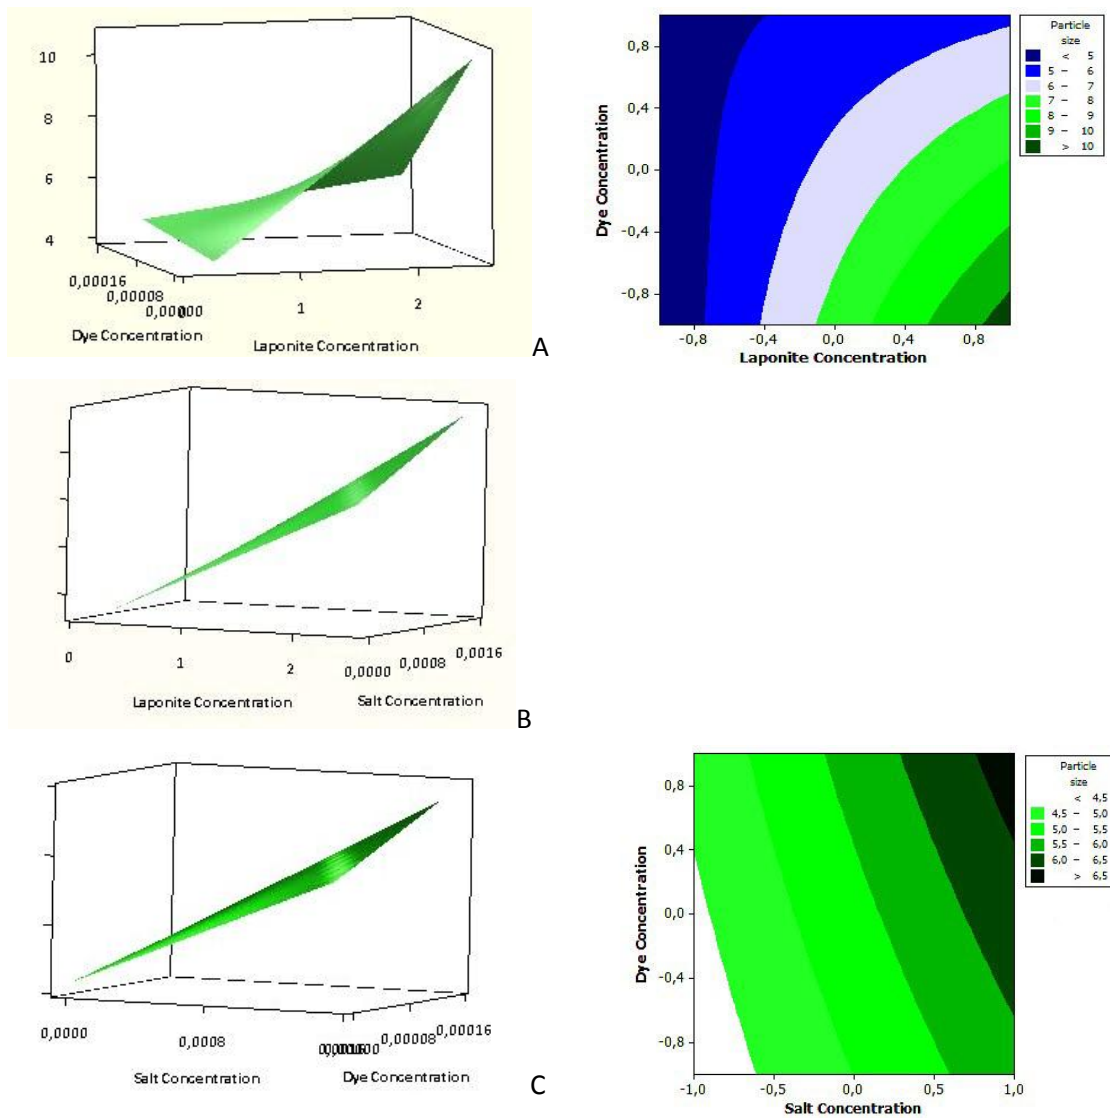 10
8
6
4
0,00016
0,00008
1
2
Dye Concentration
Laponite Concentration
A
0,8
0,4
0,0
-0,4
-0,8
Dye Concentration
-0,8 -0,4 0,0 0,4 0,8
Laponite Concentration
Particle
size
< 5
5 – 6
6 – 7
7 – 8
8 – 9
9 – 10
> 10
0
1
2
0,0000
0,0008
0,0016
Laponite Concentration
Salt Concentration
B
0,0000
0,0008
0,00008
0,00016
Salt Concentration
Dye Concentration
C
0,8
0,4
0,0
-0,4
-0,8
Dye Concentration
-1,0 -0,5 0,0 0,5 1,0
Salt Concentration
Particle
size
< 4,5
4,5 – 5,0
5,0 – 5,5
5,5 – 6,0
6,0 – 6,5
> 6,5